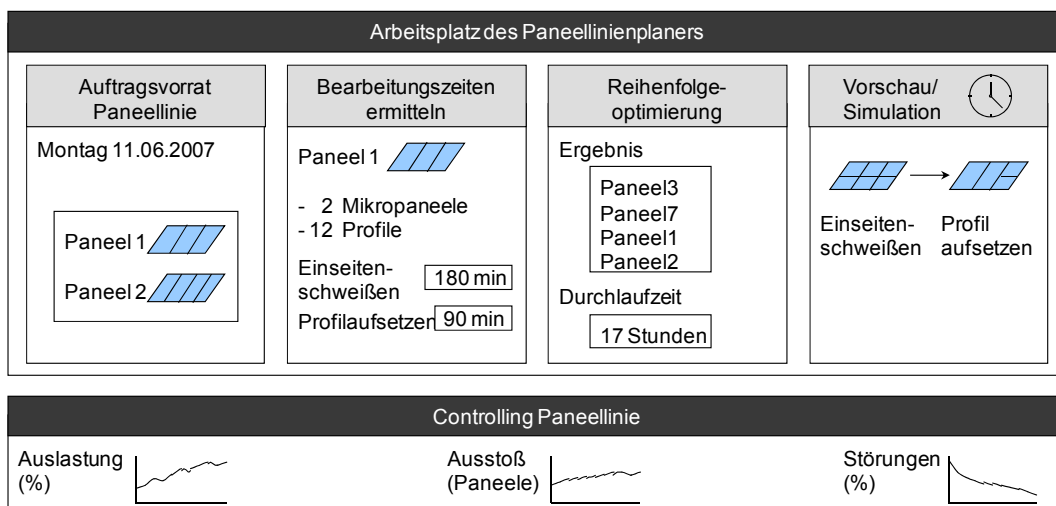 Arbeitsplatz des Paneellinienplaners
Auftragsvorrat
Paneellinie
Montag 11.06.2007
Paneel 1
Paneel 2
Bearbeitungszeiten
ermitteln
Paneel 1
- 2 Mikropaneele
- 12 Profile
Einseiten-
schweißen
180 min
Profilaufsetzen
90 min
Reihenfolge-
optimierung
Ergebnis
Paneel3
Paneel7
Paneel1
Paneel2
Durchlaufzeit
17 Stunden
Vorschau/
Simulation
Einseiten-
schweißen
Profil
aufsetzen
Controlling Paneellinie
Auslastung
(%)
Ausstoß
(Paneele)
Störungen
(%)